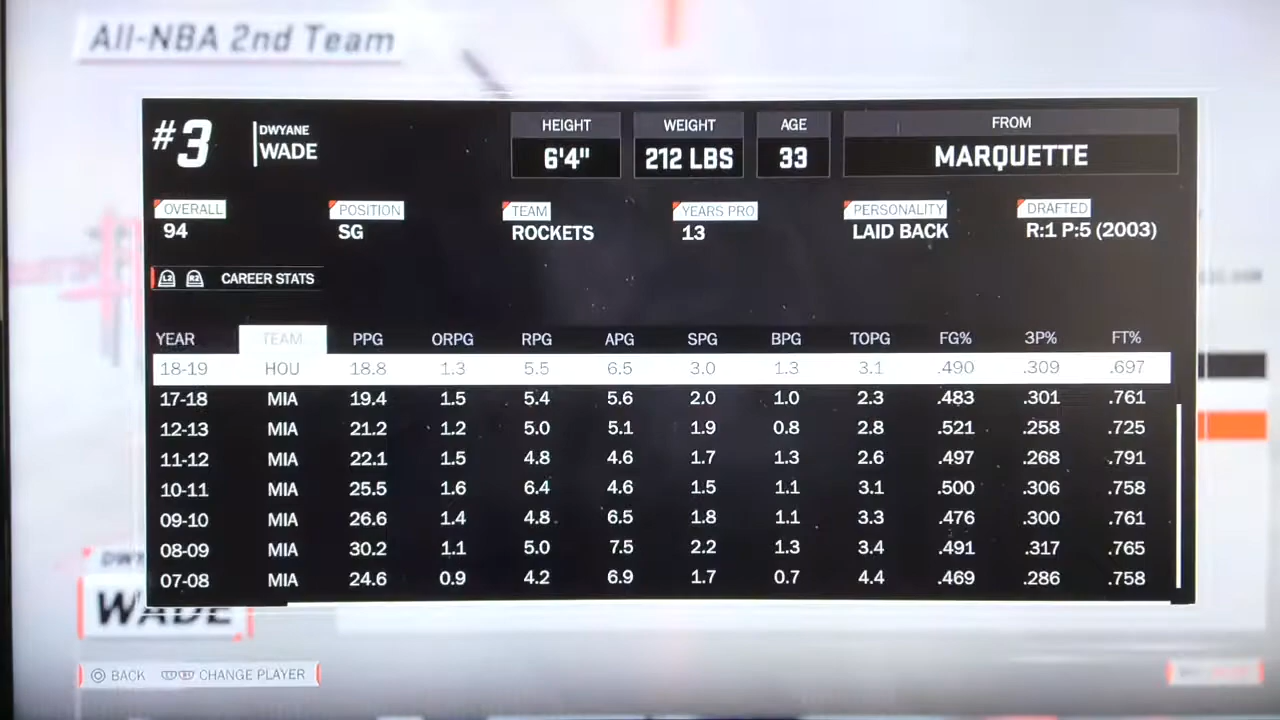 All-NBA 2nd Team
#3 DWYANE WADE
HEIGHT WEIGHT AGE FROM
6'4" 212 LBS 33 MARQUETTE
OVERALL POSITION TEAM YEARS PRO PERSONALITY DRAFTED
94 SG ROCKETS 13 LAID BACK R:1 P:5 (2003)
L2 R2 CAREER STATS
YEAR TEAM PPG ORPG RPG APG SPG BPG TOPG FG% 3P% FT%
18-19 HOU 18.8 1.3 5.5 6.5 3.0 1.3 3.1 .490 .309 .697
17-18 MIA 19.4 1.5 5.4 5.6 2.0 1.0 2.3 .483 .301 .761
12-13 MIA 21.2 1.2 5.0 5.1 1.9 0.8 2.8 .521 .258 .725
11-12 MIA 22.1 1.5 4.8 4.6 1.7 1.3 2.6 .497 .268 .791
10-11 MIA 25.5 1.6 6.4 4.6 1.5 1.1 3.1 .500 .306 .758
09-10 MIA 26.6 1.4 4.8 6.5 1.8 1.1 3.3 .476 .300 .761
08-09 MIA 30.2 1.1 5.0 7.5 2.2 1.3 3.4 .491 .317 .765
07-08 MIA 24.6 0.9 4.2 6.9 1.7 0.7 4.4 .469 .286 .758
DWY
WADE
BACK CHANGE PLAYER